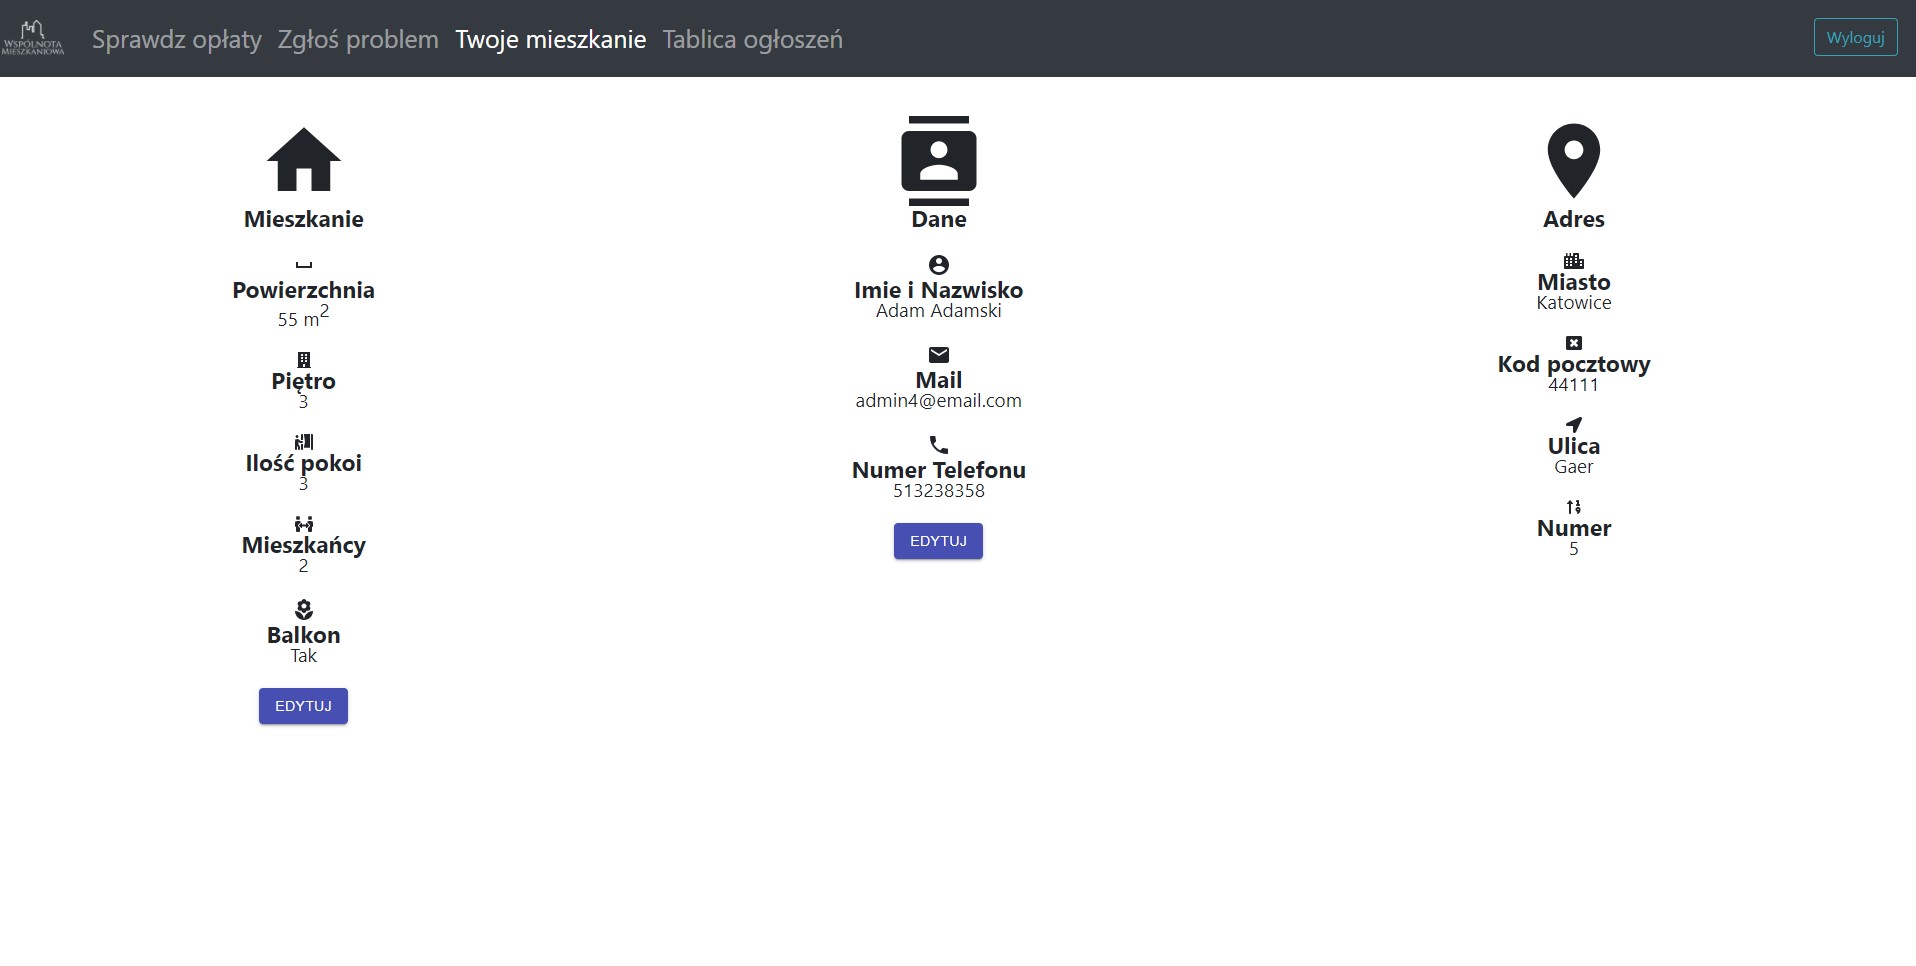 WSPÓLNOTA
MIESZKANIOWA
Sprawdz opłaty
Zgłoś problem
Twoje mieszkanie
Tablica ogłoszeń
Wyloguj
Mieszkanie
Powierzchnia
55 m²
Piętro
3
Ilość pokoi
3
Mieszkańcy
2
Balkon
Tak
EDYTUJ
Dane
Imie i Nazwisko
Adam Adamski
Mail
admin4@email.com
Numer Telefonu
513238358
EDYTUJ
Adres
Miasto
Katowice
Kod pocztowy
44111
Ulica
Gaer
Numer
5